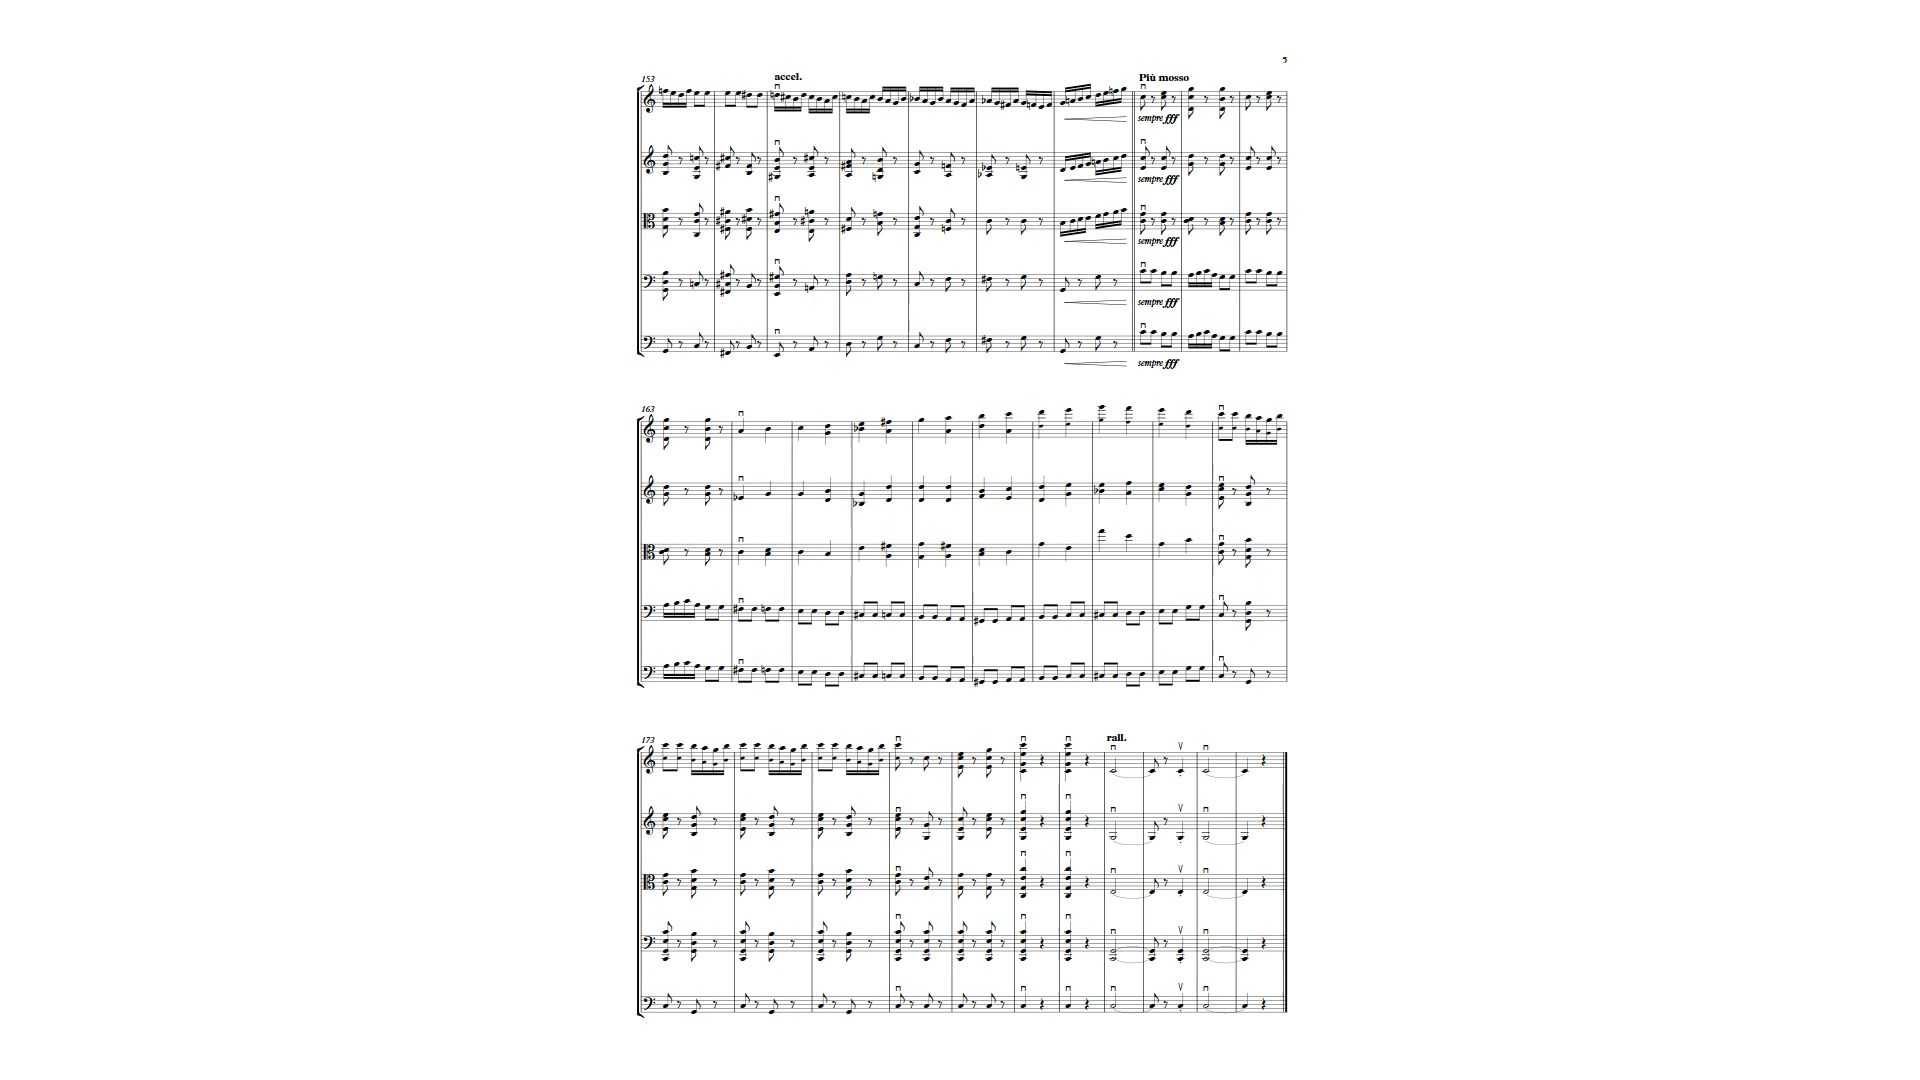 5
153
accel.
Più mosso
sempre fff
sempre fff
sempre fff
sempre fff
sempre fff
163
173
rall.